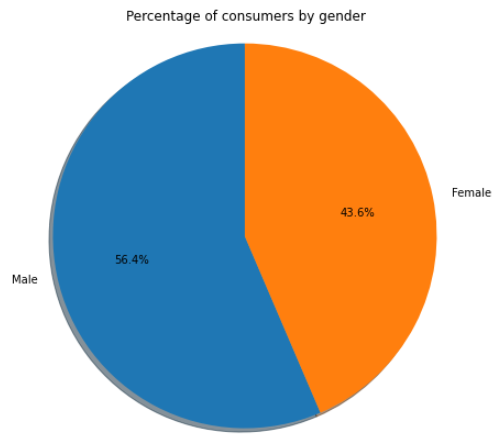 Percentage of consumers by gender
Female
43.6%
56.4%
Male